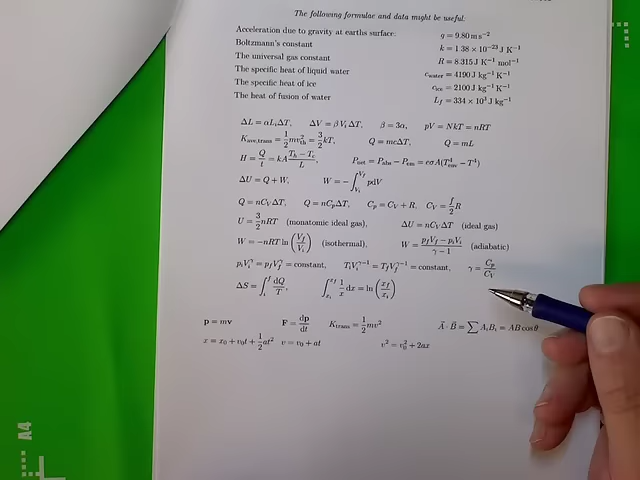 The following formulae and data might be useful:
Acceleration due to gravity at earths surface: g = 9.80 m s⁻²
Boltzmann's constant k = 1.38 × 10⁻²³ J K⁻¹
The universal gas constant R = 8.315 J K⁻¹ mol⁻¹
The specific heat of liquid water c_water = 4190 J kg⁻¹ K⁻¹
The specific heat of ice c_ice = 2100 J kg⁻¹ K⁻¹
The heat of fusion of water L_f = 334 × 10³ J kg⁻¹
ΔL = αL_iΔT, ΔV = βV_iΔT, β = 3α, pV = NkT = nRT
K_ave,trans = 1/2 mv²_th = 3/2 kT, Q = mcΔT, Q = mL
H = Q/t = kA (T_h − T_c)/L, P_net = P_abs − P_em = eσA(T⁴_env − T⁴)
ΔU = Q + W, W = − ∫_{V_i}^{V_f} pdV
Q = nC_VΔT, Q = nC_pΔT, C_p = C_V + R, C_V = f/2 R
U = 3/2 nRT (monatomic ideal gas), ΔU = nC_VΔT (ideal gas)
W = −nRT ln (V_f/V_i) (isothermal), W = (p_fV_f − p_iV_i)/(γ − 1) (adiabatic)
p_iV_i^γ = p_fV_f^γ = constant, T_iV_i^{γ−1} = T_fV_f^{γ−1} = constant, γ = C_p/C_V
ΔS = ∫_i^f dQ/T, ∫_{x_i}^{x_f} 1/x dx = ln (x_f/x_i)
p = mv F = dp/dt K_trans = 1/2 mv² A⃗ · B⃗ = ∑ A_iB_i = AB cos θ
x = x₀ + v₀t + 1/2 at² v = v₀ + at v² = v₀² + 2ax
A4